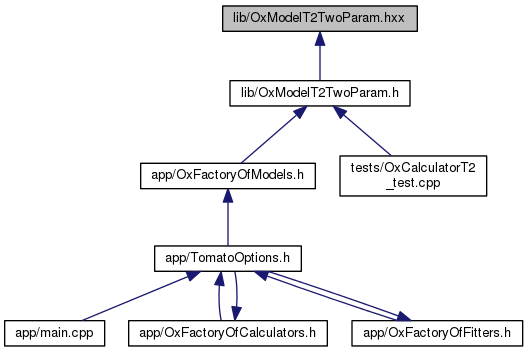 lib/OxModelT2TwoParam.hxx
lib/OxModelT2TwoParam.h
app/OxFactoryOfModels.h
tests/OxCalculatorT2
_test.cpp
app/TomatoOptions.h
app/main.cpp
app/OxFactoryOfCalculators.h
app/OxFactoryOfFitters.h